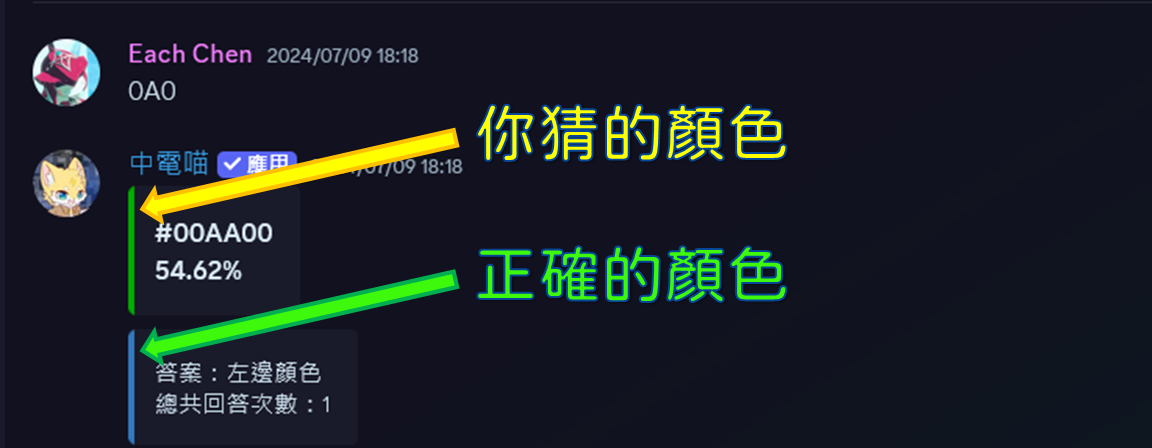 Each Chen 2024/07/09 18:18
0A0
你猜的顏色
中電喵 應用 /07/09 18:18
#00AA00
54.62%
正確的顏色
答案：左邊顏色
總共回答次數：1